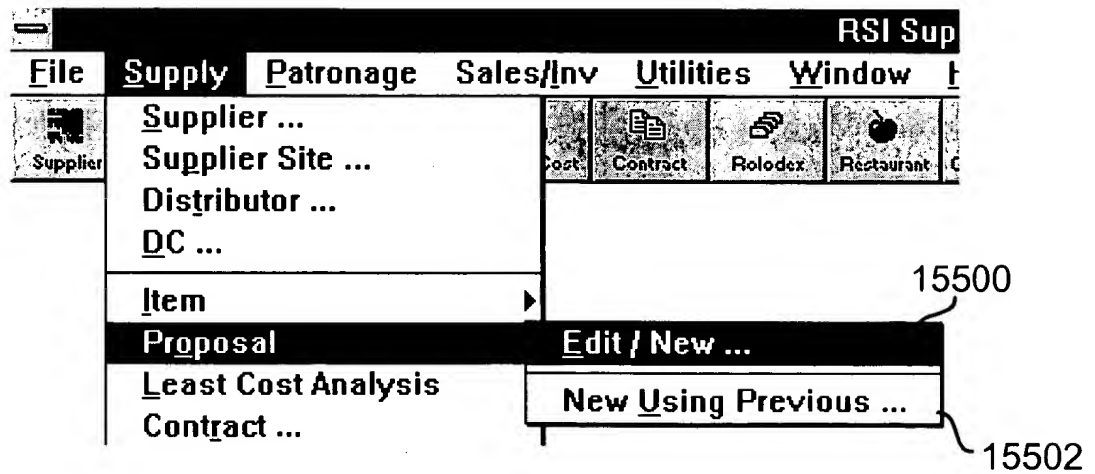 RSI Sup
File Supply Patronage Sales/Inv Utilities Window H
Supplier Cost Contract Rolodex Restaurant C
Supplier ...
Supplier Site ...
Distributor ...
DC ...
Item
Proposal
Least Cost Analysis
Contract ...
Edit / New ...
New Using Previous ...
15500
15502